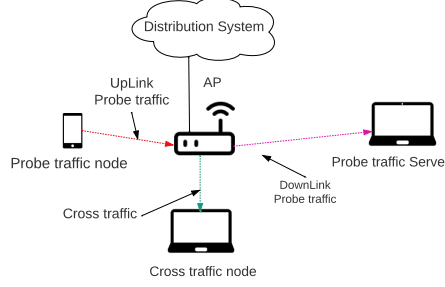 Distribution System
AP
UpLink
Probe traffic
Probe traffic node
Probe traffic Serve
DownLink
Probe traffic
Cross traffic
Cross traffic node